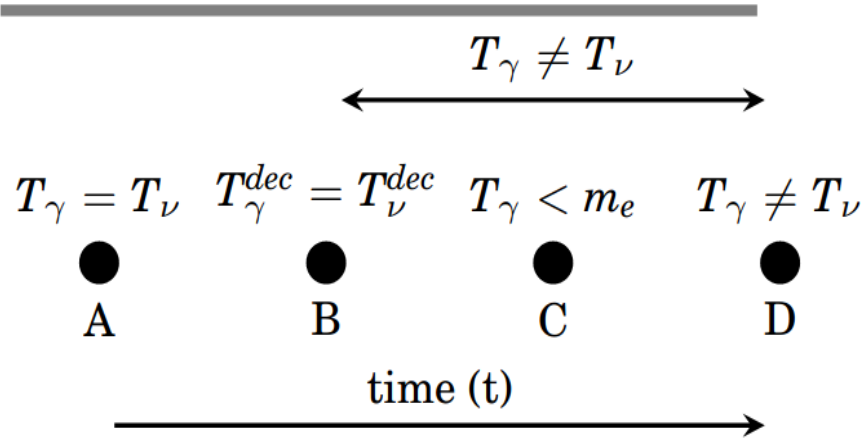 T_γ ≠ T_ν
T_γ = T_ν T_γ^{dec} = T_ν^{dec} T_γ < m_e T_γ ≠ T_ν
A B C D
time (t)